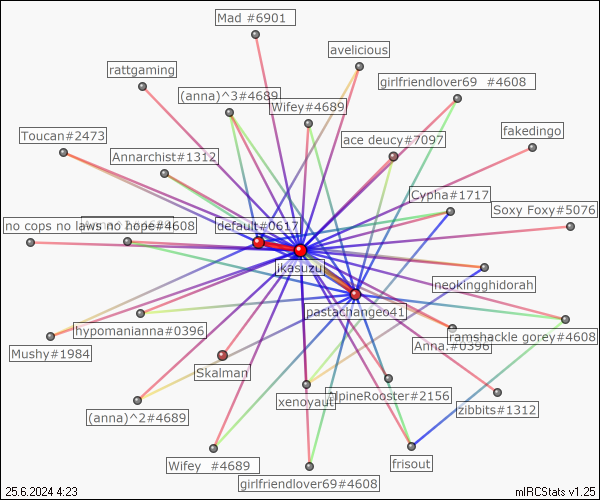 Mad #6901
avelicious
rattgaming
girlfriendlover69 #4608
(anna)^3#4689
Wifey#4689
Toucan#2473
ace deucy#7097
fakedingo
Annarchist#1312
Cypha#1717
Soxy Foxy#5076
no cops no laws no hope#4608
default#0617
jkasuzu
neokingghidorah
pastachangeo41
hypomanianna#0396
Mushy#1984
Anna.#0396
ramshackle gorey#4608
Skalman
xenoyaut
AlpineRooster#2156
zibbits#1312
(anna)^2#4689
Wifey #4689
frisout
girlfriendlover69#4608
25.6.2024 4:23
mIRCStats v1.25